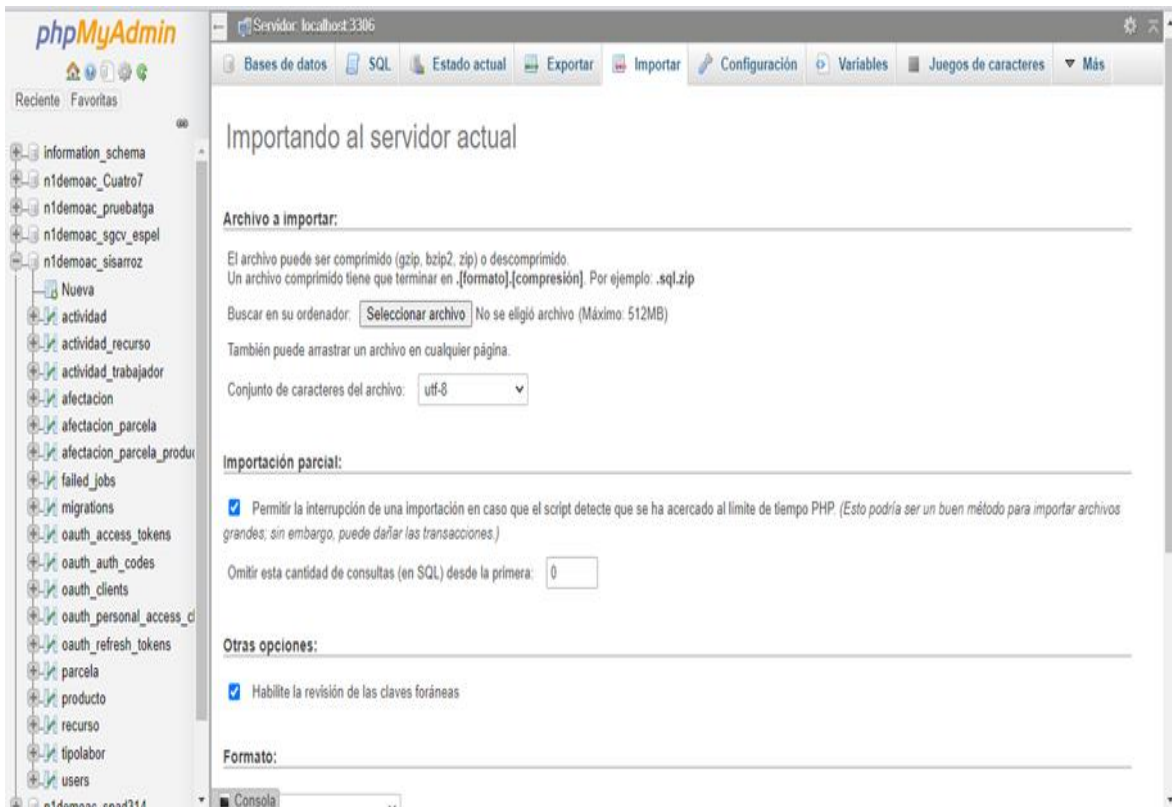 phpMyAdmin
Reciente Favoritas
information_schema
n1demoac_Cuatro7
n1demoac_pruebatga
n1demoac_sgcv_espel
n1demoac_sisarroz
Nueva
actividad
actividad_recurso
actividad_trabajador
afectacion
afectacion_parcela
afectacion_parcela_produc
failed_jobs
migrations
oauth_access_tokens
oauth_auth_codes
oauth_clients
oauth_personal_access_cl
oauth_refresh_tokens
parcela
producto
recurso
tipolabor
users
n1demoac_spad314
Servidor: localhost:3306
Bases de datos SQL Estado actual Exportar Importar Configuración Variables Juegos de caracteres Más
Importando al servidor actual
Archivo a importar:
El archivo puede ser comprimido (gzip, bzip2, zip) o descomprimido.
Un archivo comprimido tiene que terminar en .[formato].[compresión]. Por ejemplo: .sql.zip
Buscar en su ordenador: Seleccionar archivo No se eligió archivo (Máximo: 512MB)
También puede arrastrar un archivo en cualquier página.
Conjunto de caracteres del archivo: utf-8
Importación parcial:
Permitir la interrupción de una importación en caso que el script detecte que se ha acercado al límite de tiempo PHP. (Esto podría ser un buen método para importar archivos
grandes; sin embargo, puede dañar las transacciones.)
Omitir esta cantidad de consultas (en SQL) desde la primera: 0
Otras opciones:
Habilite la revisión de las claves foráneas
Formato:
Consola